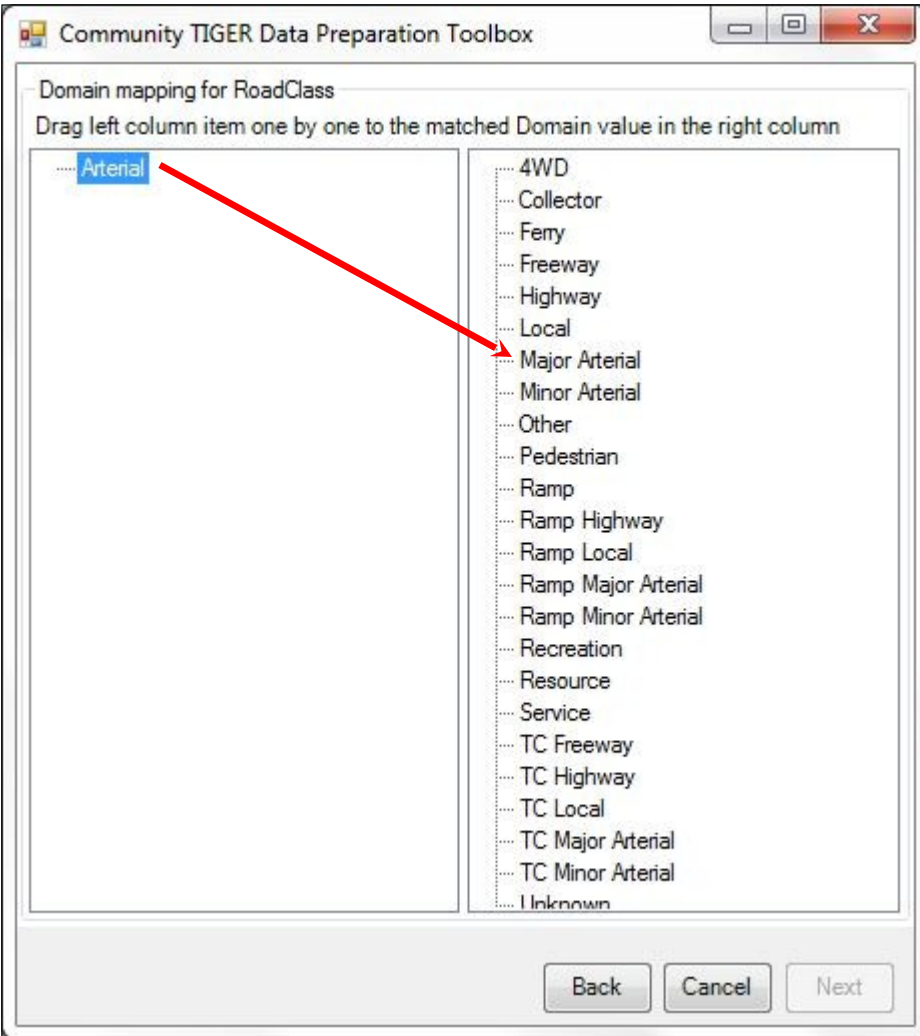 Community TIGER Data Preparation Toolbox
Domain mapping for RoadClass
Drag left column item one by one to the matched Domain value in the right column
Arterial
4WD
Collector
Ferry
Freeway
Highway
Local
Major Arterial
Minor Arterial
Other
Pedestrian
Ramp
Ramp Highway
Ramp Local
Ramp Major Arterial
Ramp Minor Arterial
Recreation
Resource
Service
TC Freeway
TC Highway
TC Local
TC Major Arterial
TC Minor Arterial
Unknown
Back Cancel Next